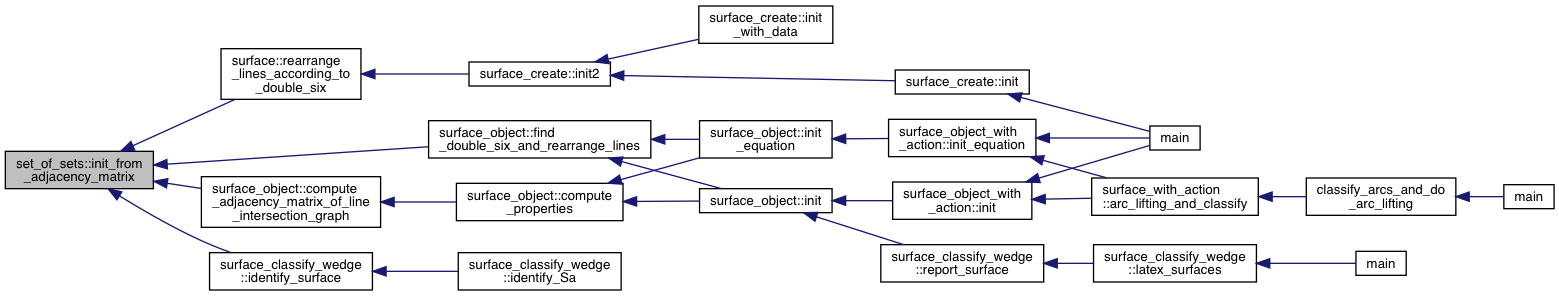 set_of_sets::init_from
_adjacency_matrix
surface::rearrange
_lines_according_to
_double_six
surface_object::find
_double_six_and_rearrange_lines
surface_object::compute
_adjacency_matrix_of_line
_intersection_graph
surface_classify_wedge
::identify_surface
surface_create::init2
surface_object::compute
_properties
surface_classify_wedge
::identify_Sa
surface_create::init
_with_data
surface_object::init
_equation
surface_object::init
surface_create::init
surface_object_with
_action::init_equation
surface_object_with
_action::init
surface_classify_wedge
::report_surface
main
surface_with_action
::arc_lifting_and_classify
surface_classify_wedge
::latex_surfaces
classify_arcs_and_do
_arc_lifting
main
main